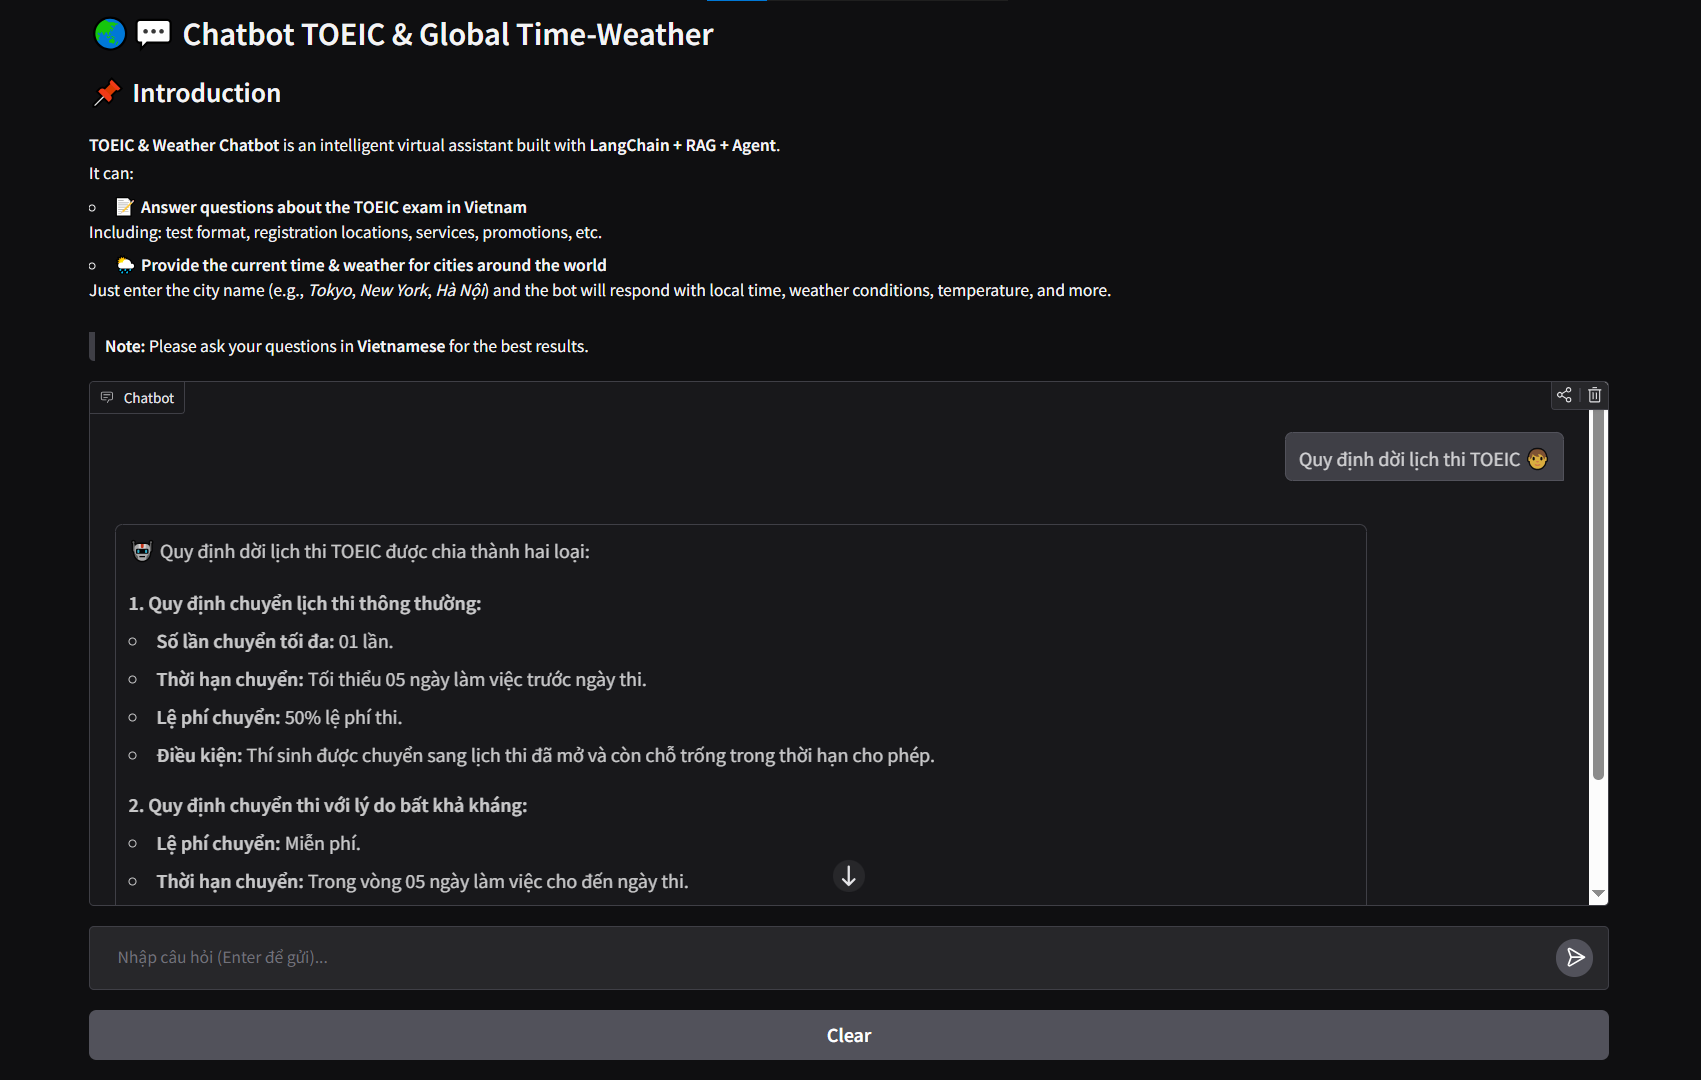 Chatbot TOEIC & Global Time-Weather
Introduction
TOEIC & Weather Chatbot is an intelligent virtual assistant built with LangChain + RAG + Agent.
It can:
Answer questions about the TOEIC exam in Vietnam
Including: test format, registration locations, services, promotions, etc.
Provide the current time & weather for cities around the world
Just enter the city name (e.g., Tokyo, New York, Hà Nội) and the bot will respond with local time, weather conditions, temperature, and more.
Note: Please ask your questions in Vietnamese for the best results.
Chatbot
Quy định dời lịch thi TOEIC
Quy định dời lịch thi TOEIC được chia thành hai loại:
1. Quy định chuyển lịch thi thông thường:
Số lần chuyển tối đa: 01 lần.
Thời hạn chuyển: Tối thiểu 05 ngày làm việc trước ngày thi.
Lệ phí chuyển: 50% lệ phí thi.
Điều kiện: Thí sinh được chuyển sang lịch thi đã mở và còn chỗ trống trong thời hạn cho phép.
2. Quy định chuyển thi với lý do bất khả kháng:
Lệ phí chuyển: Miễn phí.
Thời hạn chuyển: Trong vòng 05 ngày làm việc cho đến ngày thi.
Nhập câu hỏi (Enter để gửi)...
Clear